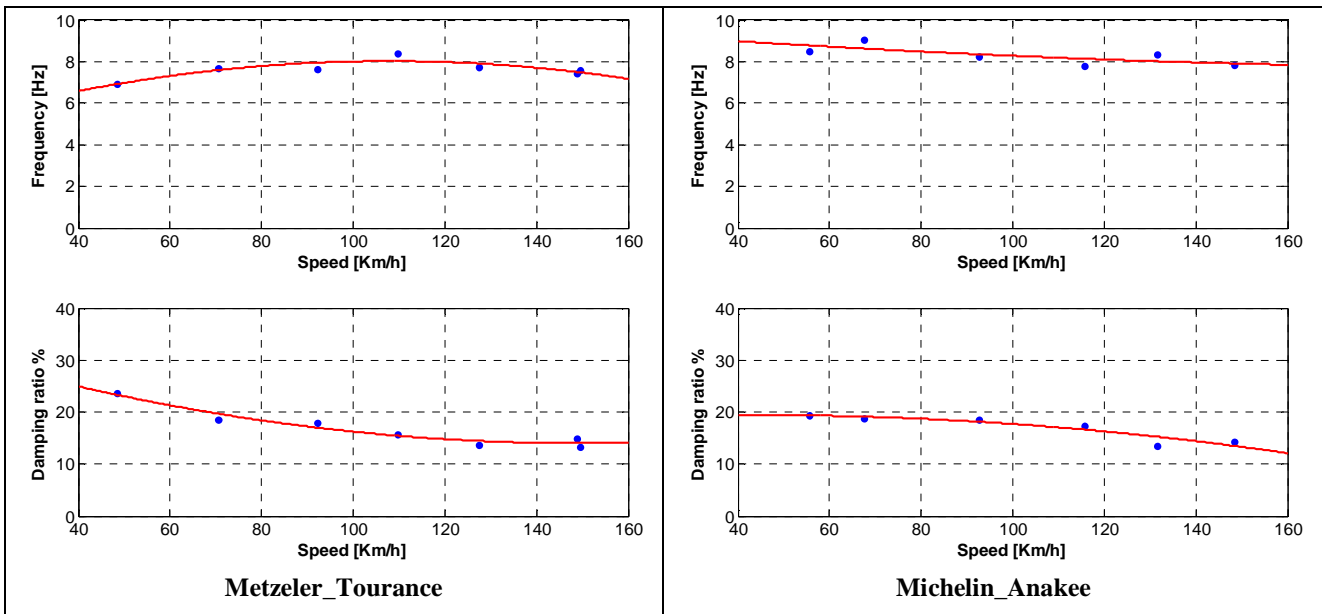 10
8
6
4
2
0
Frequency [Hz]
40 60 80 100 120 140 160
Speed [Km/h]
40
30
20
10
0
Damping ratio %
40 60 80 100 120 140 160
Speed [Km/h]
Metzeler_Tourance
10
8
6
4
2
0
Frequency [Hz]
40 60 80 100 120 140 160
Speed [Km/h]
40
30
20
10
0
Damping ratio %
40 60 80 100 120 140 160
Speed [Km/h]
Michelin_Anakee